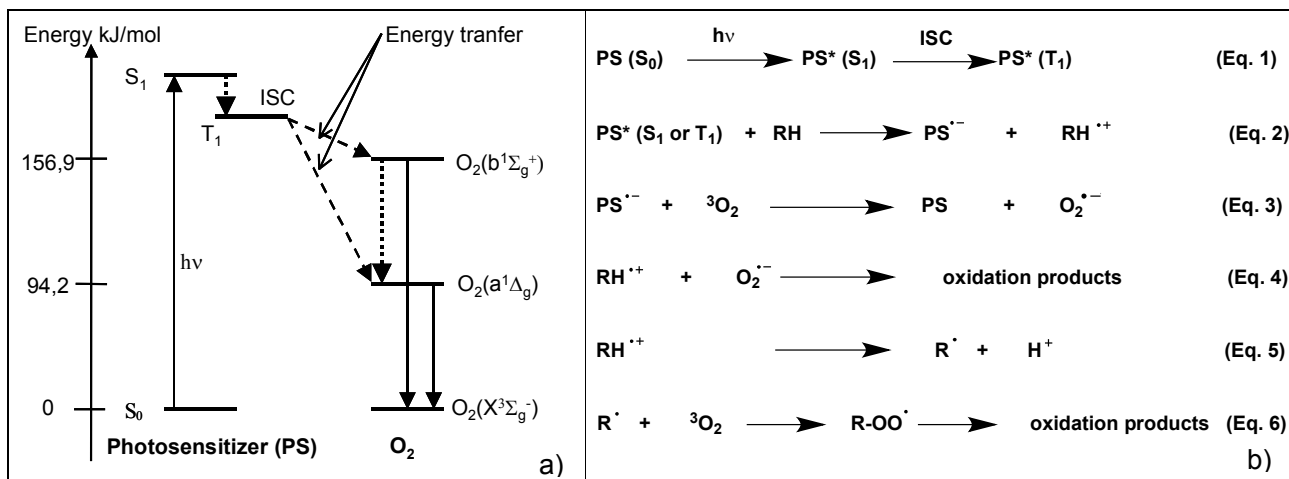 Energy kJ/mol
Energy tranfer
S₁
ISC
T₁
156,9
O₂(b¹Σg⁺)
hν
94,2
O₂(a¹Δg)
0
S₀
O₂(X³Σg⁻)
Photosensitizer (PS)
O₂
a)
hν ISC
PS (S₀) PS* (S₁) PS* (T₁) (Eq. 1)
PS* (S₁ or T₁) + RH PS•− + RH•+ (Eq. 2)
PS•− + ³O₂ PS + O₂•− (Eq. 3)
RH•+ + O₂•− oxidation products (Eq. 4)
RH•+ R• + H⁺ (Eq. 5)
R• + ³O₂ R-OO• oxidation products (Eq. 6)
b)